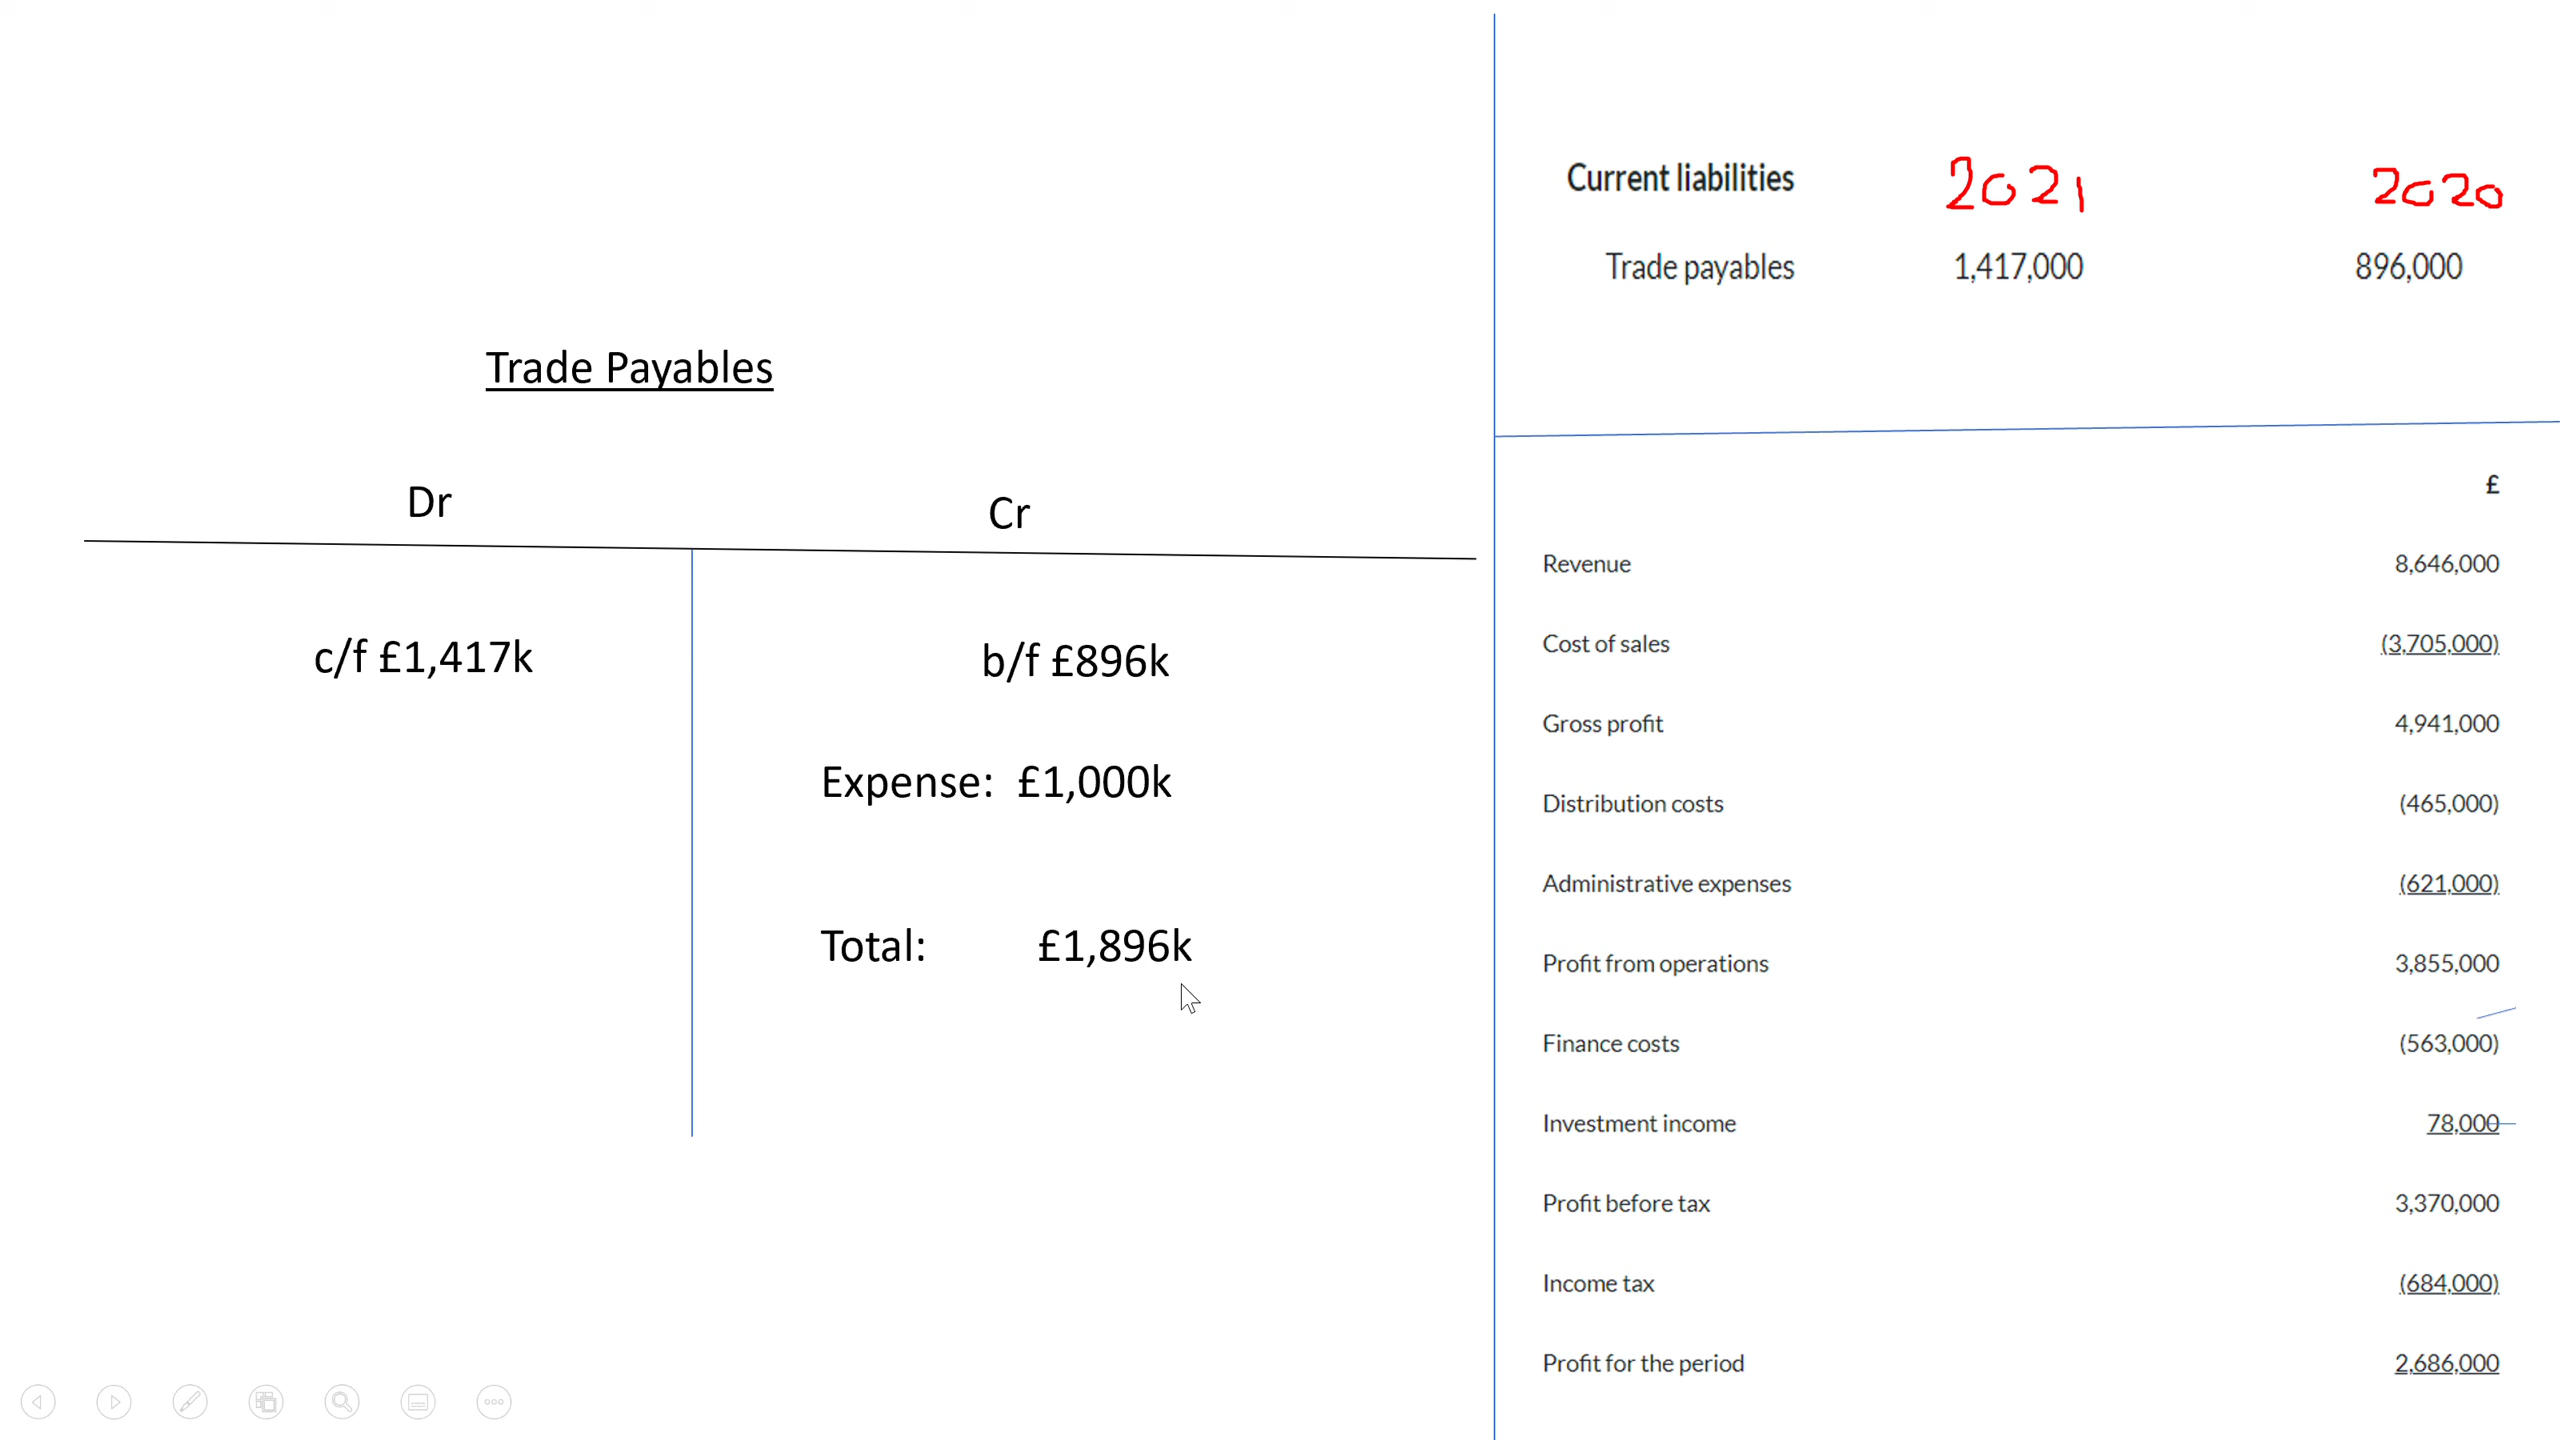 Trade Payables
Dr Cr
c/f £1,417k b/f £896k
Expense: £1,000k
Total: £1,896k
Current liabilities 2021 2020
Trade payables 1,417,000 896,000
£
Revenue 8,646,000
Cost of sales (3,705,000)
Gross profit 4,941,000
Distribution costs (465,000)
Administrative expenses (621,000)
Profit from operations 3,855,000
Finance costs (563,000)
Investment income 78,000
Profit before tax 3,370,000
Income tax (684,000)
Profit for the period 2,686,000